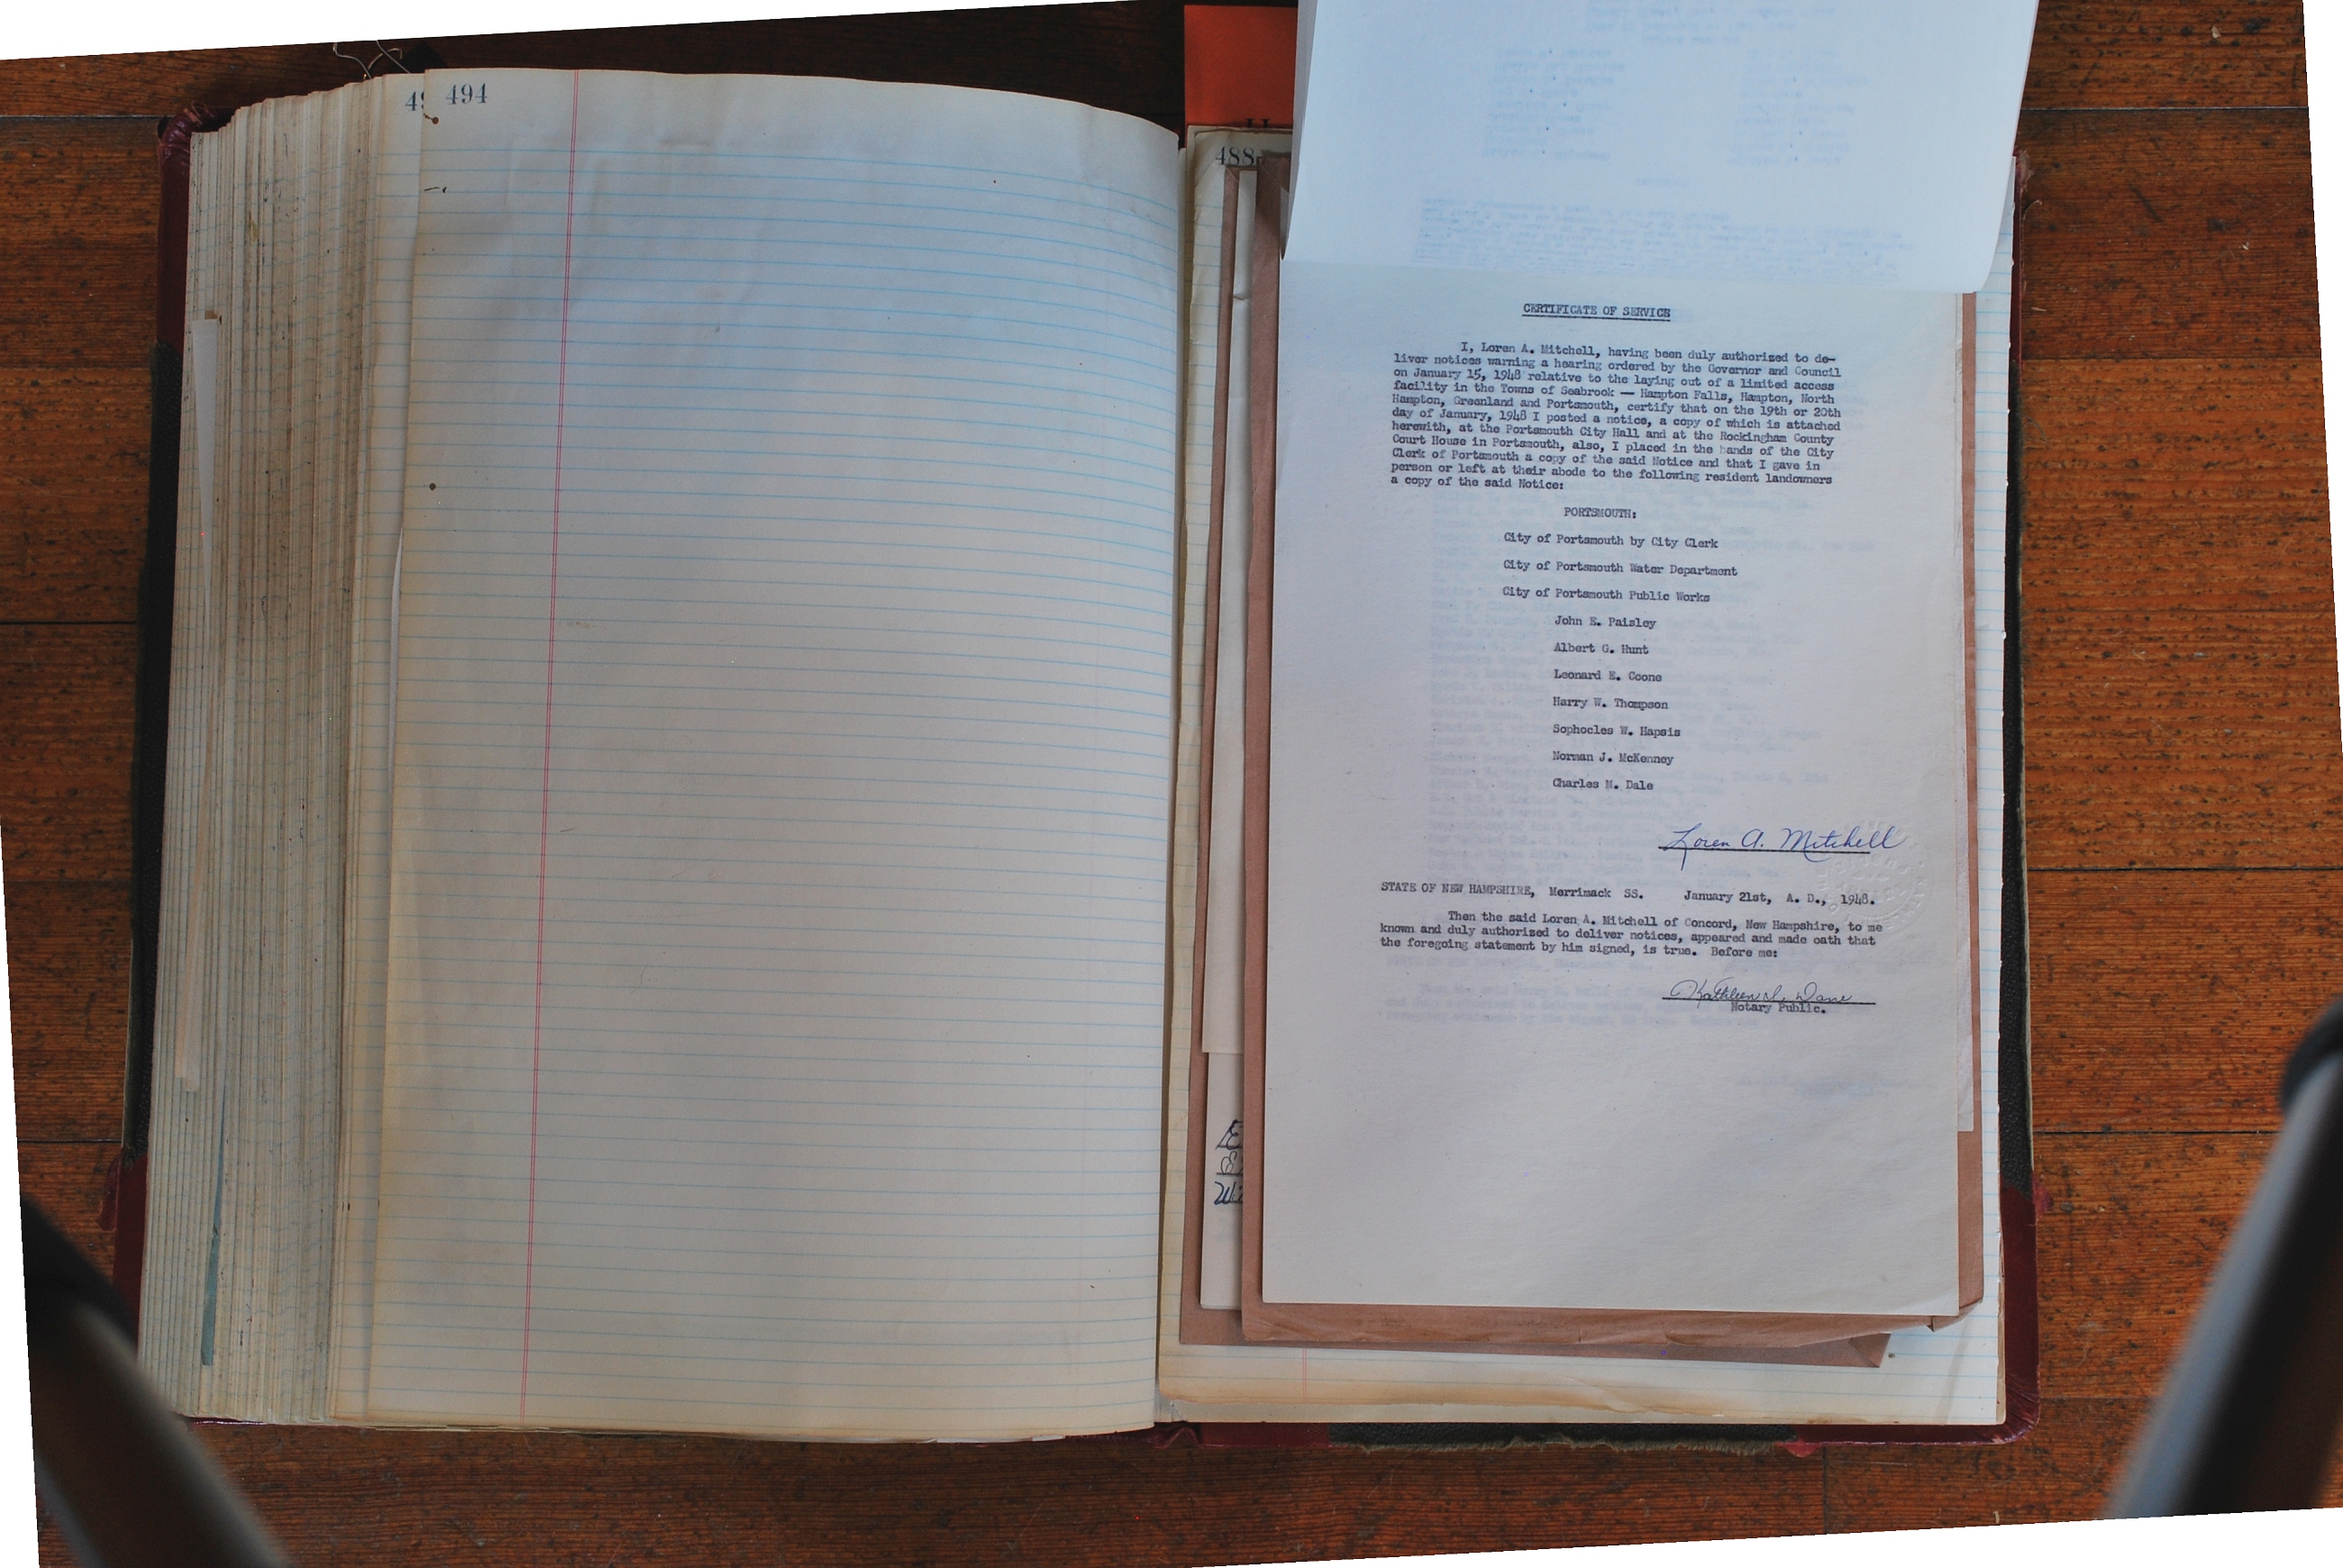 494
488
CERTIFICATE OF SERVICE
I, Loren A. Mitchell, having been duly authorized to de-
liver notices warning a hearing ordered by the Governor and Council
on January 15, 1948 relative to the laying out of a limited access
facility in the Towns of Seabrook — Hampton Falls, Hampton, North
Hampton, Greenland and Portsmouth, certify that on the 19th or 20th
day of January, 1948 I posted a notice, a copy of which is attached
herewith, at the Portsmouth City Hall and at the Rockingham County
Court House in Portsmouth, also, I placed in the hands of the City
Clerk of Portsmouth a copy of the said Notice and that I gave in
person or left at their abode to the following resident landowners
a copy of the said Notice:
PORTSMOUTH:
City of Portsmouth by City Clerk
City of Portsmouth Water Department
City of Portsmouth Public Works
John E. Paisley
Albert G. Hunt
Leonard E. Coone
Harry W. Thompson
Sophocles W. Hapsis
Norman J. McKenney
Charles M. Dale
Loren A. Mitchell
STATE OF NEW HAMPSHIRE, Merrimack SS. January 21st, A. D., 1948.
Then the said Loren A. Mitchell of Concord, New Hampshire, to me
known and duly authorized to deliver notices, appeared and made oath that
the foregoing statement by him signed, is true. Before me:
Kathleen I. Dane
Notary Public.